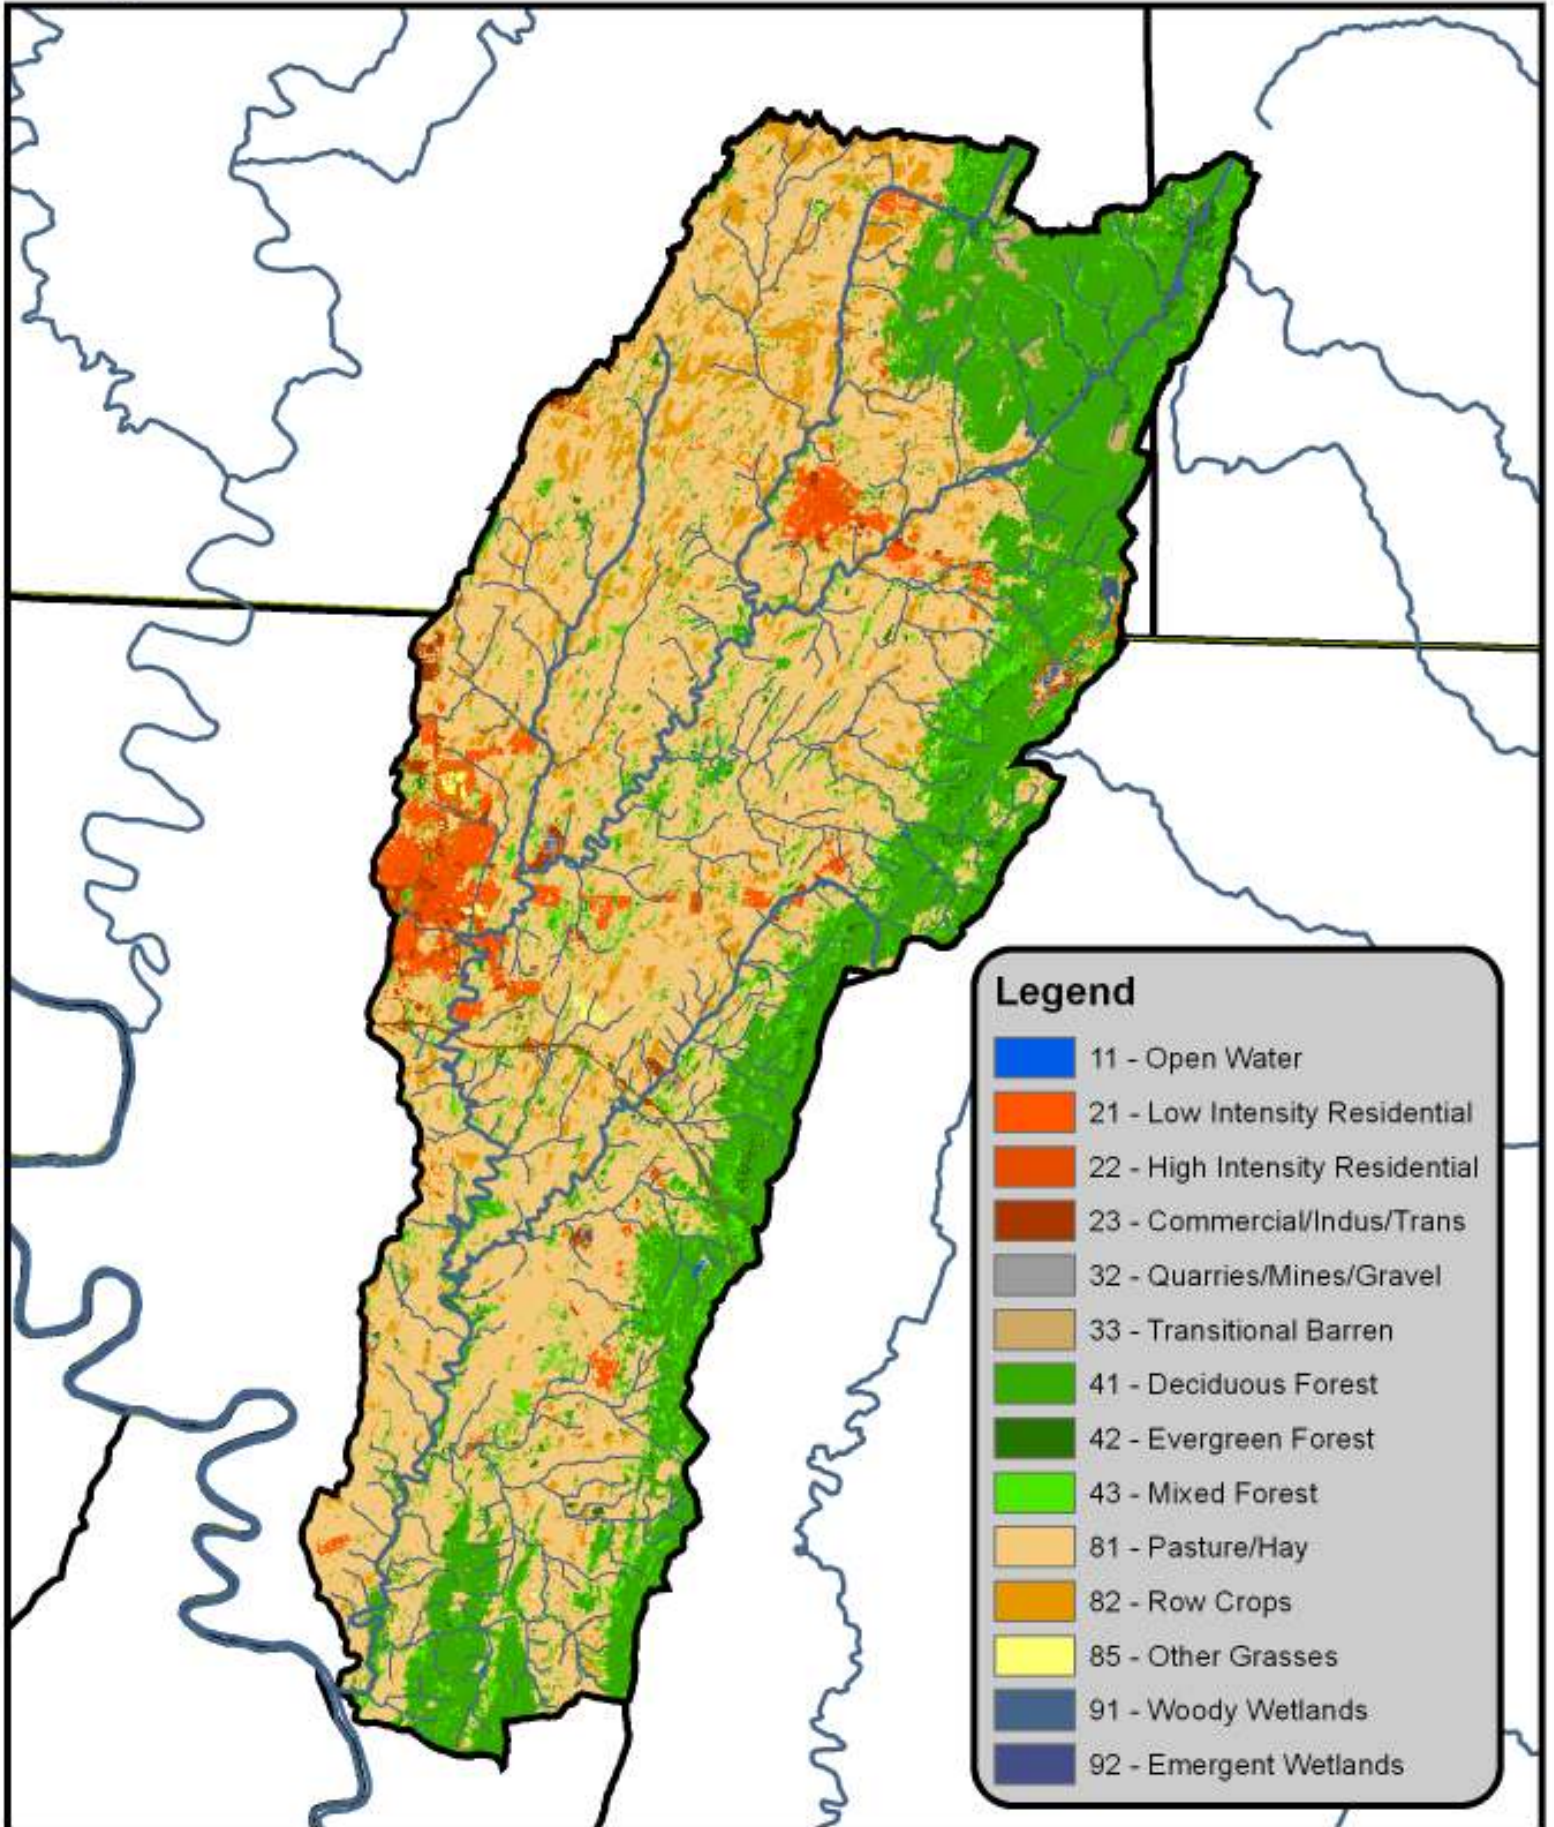 Legend
11 - Open Water
21 - Low Intensity Residential
22 - High Intensity Residential
23 - Commercial/Indus/Trans
32 - Quarries/Mines/Gravel
33 - Transitional Barren
41 - Deciduous Forest
42 - Evergreen Forest
43 - Mixed Forest
81 - Pasture/Hay
82 - Row Crops
85 - Other Grasses
91 - Woody Wetlands
92 - Emergent Wetlands